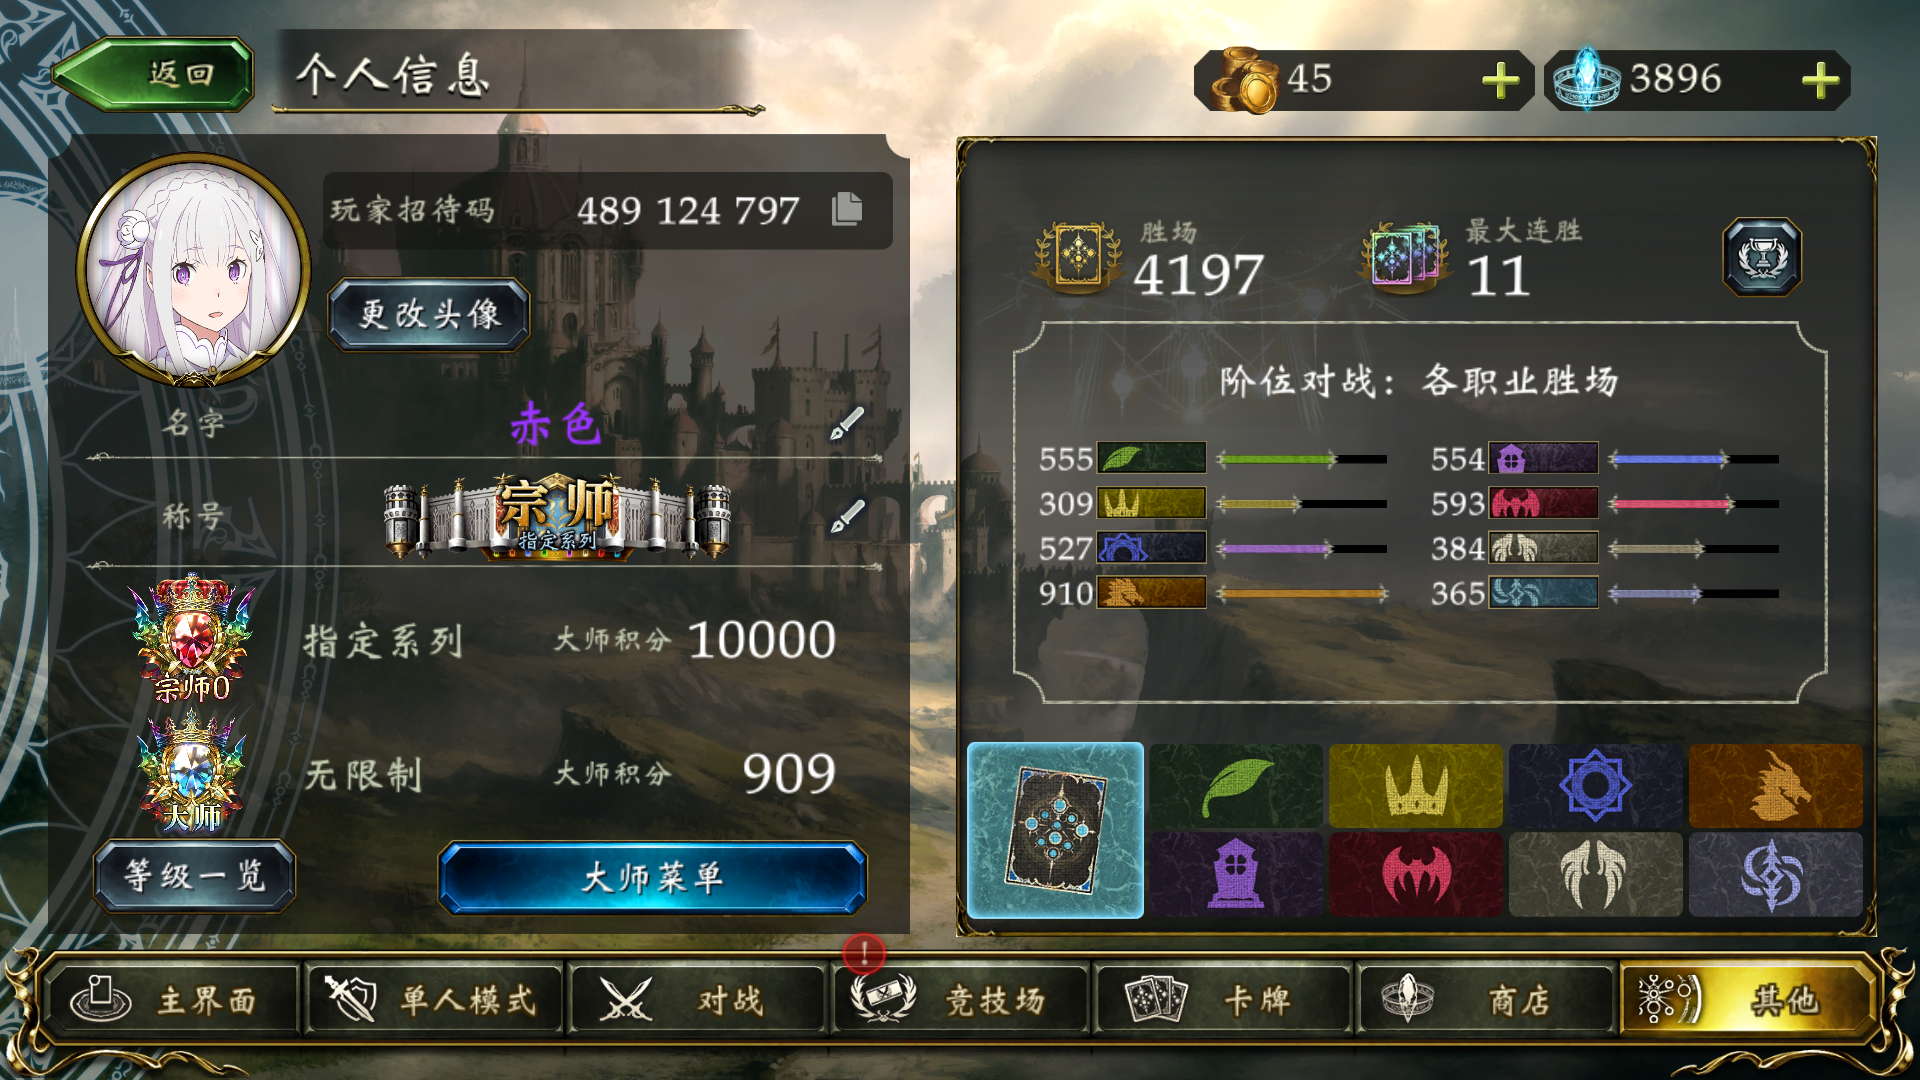 返回
个人信息
45
3896
玩家招待码 489 124 797
更改头像
名字 赤色
称号 宗师 指定系列
宗师0
指定系列 大师积分 10000
大师
无限制 大师积分 909
等级一览
大师菜单
胜场
4197
最大连胜
11
阶位对战：各职业胜场
555 554
309 593
527 384
910 365
!
主界面
单人模式
对战
竞技场
卡牌
商店
其他